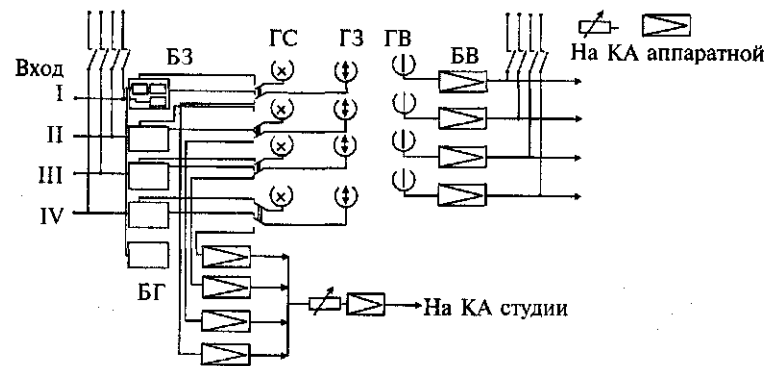 БЗ ГС ГЗ ГВ БВ
На КА аппаратной
Вход
I
II
III
IV
БГ
На КА студии